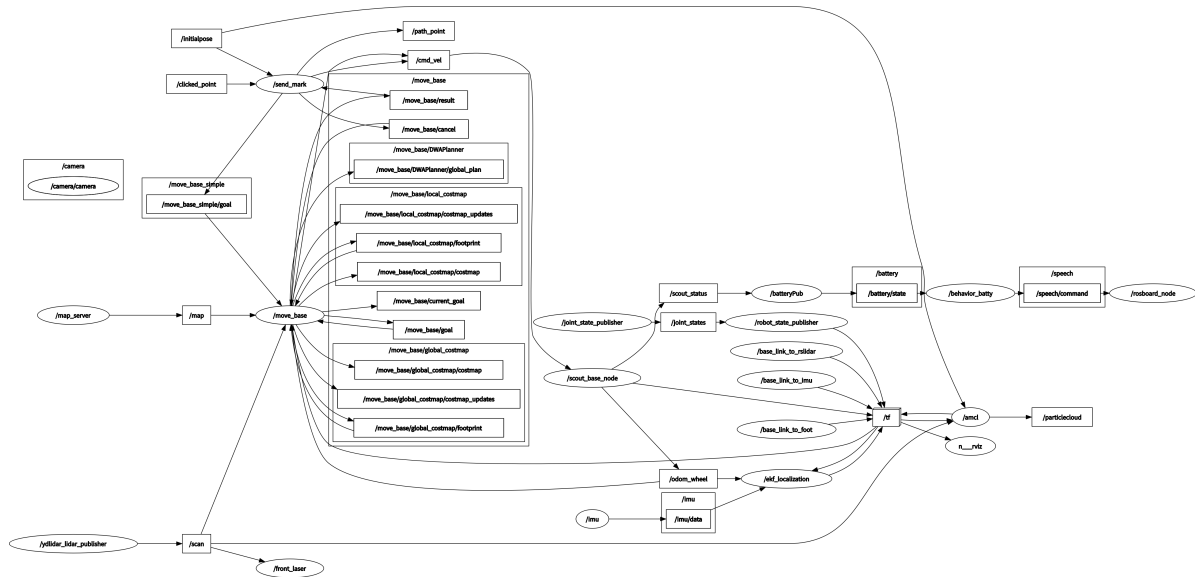 /initialpose
/path_point
/cmd_vel
/clicked_point
/send_mark
/move_base
/move_base/result
/move_base/cancel
/move_base/DWAPlanner
/move_base/DWAPlanner/global_plan
/camera
/camera/camera
/move_base_simple
/move_base_simple/goal
/move_base/local_costmap
/move_base/local_costmap/costmap_updates
/move_base/local_costmap/footprint
/move_base/local_costmap/costmap
/map_server
/map
/move_base
/move_base/current_goal
/move_base/goal
/move_base/global_costmap
/move_base/global_costmap/costmap
/move_base/global_costmap/costmap_updates
/move_base/global_costmap/footprint
/scout_status
/batteryPub
/battery
/battery/state
/behavior_batty
/speech
/speech/command
/rosboard_node
/joint_state_publisher
/joint_states
/robot_state_publisher
/base_link_to_rslidar
/scout_base_node
/base_link_to_imu
/base_link_to_foot
/tf
/amcl
/particlecloud
n___rviz
/odom_wheel
/ekf_localization
/imu
/imu
/imu/data
/ydlidar_lidar_publisher
/scan
/front_laser